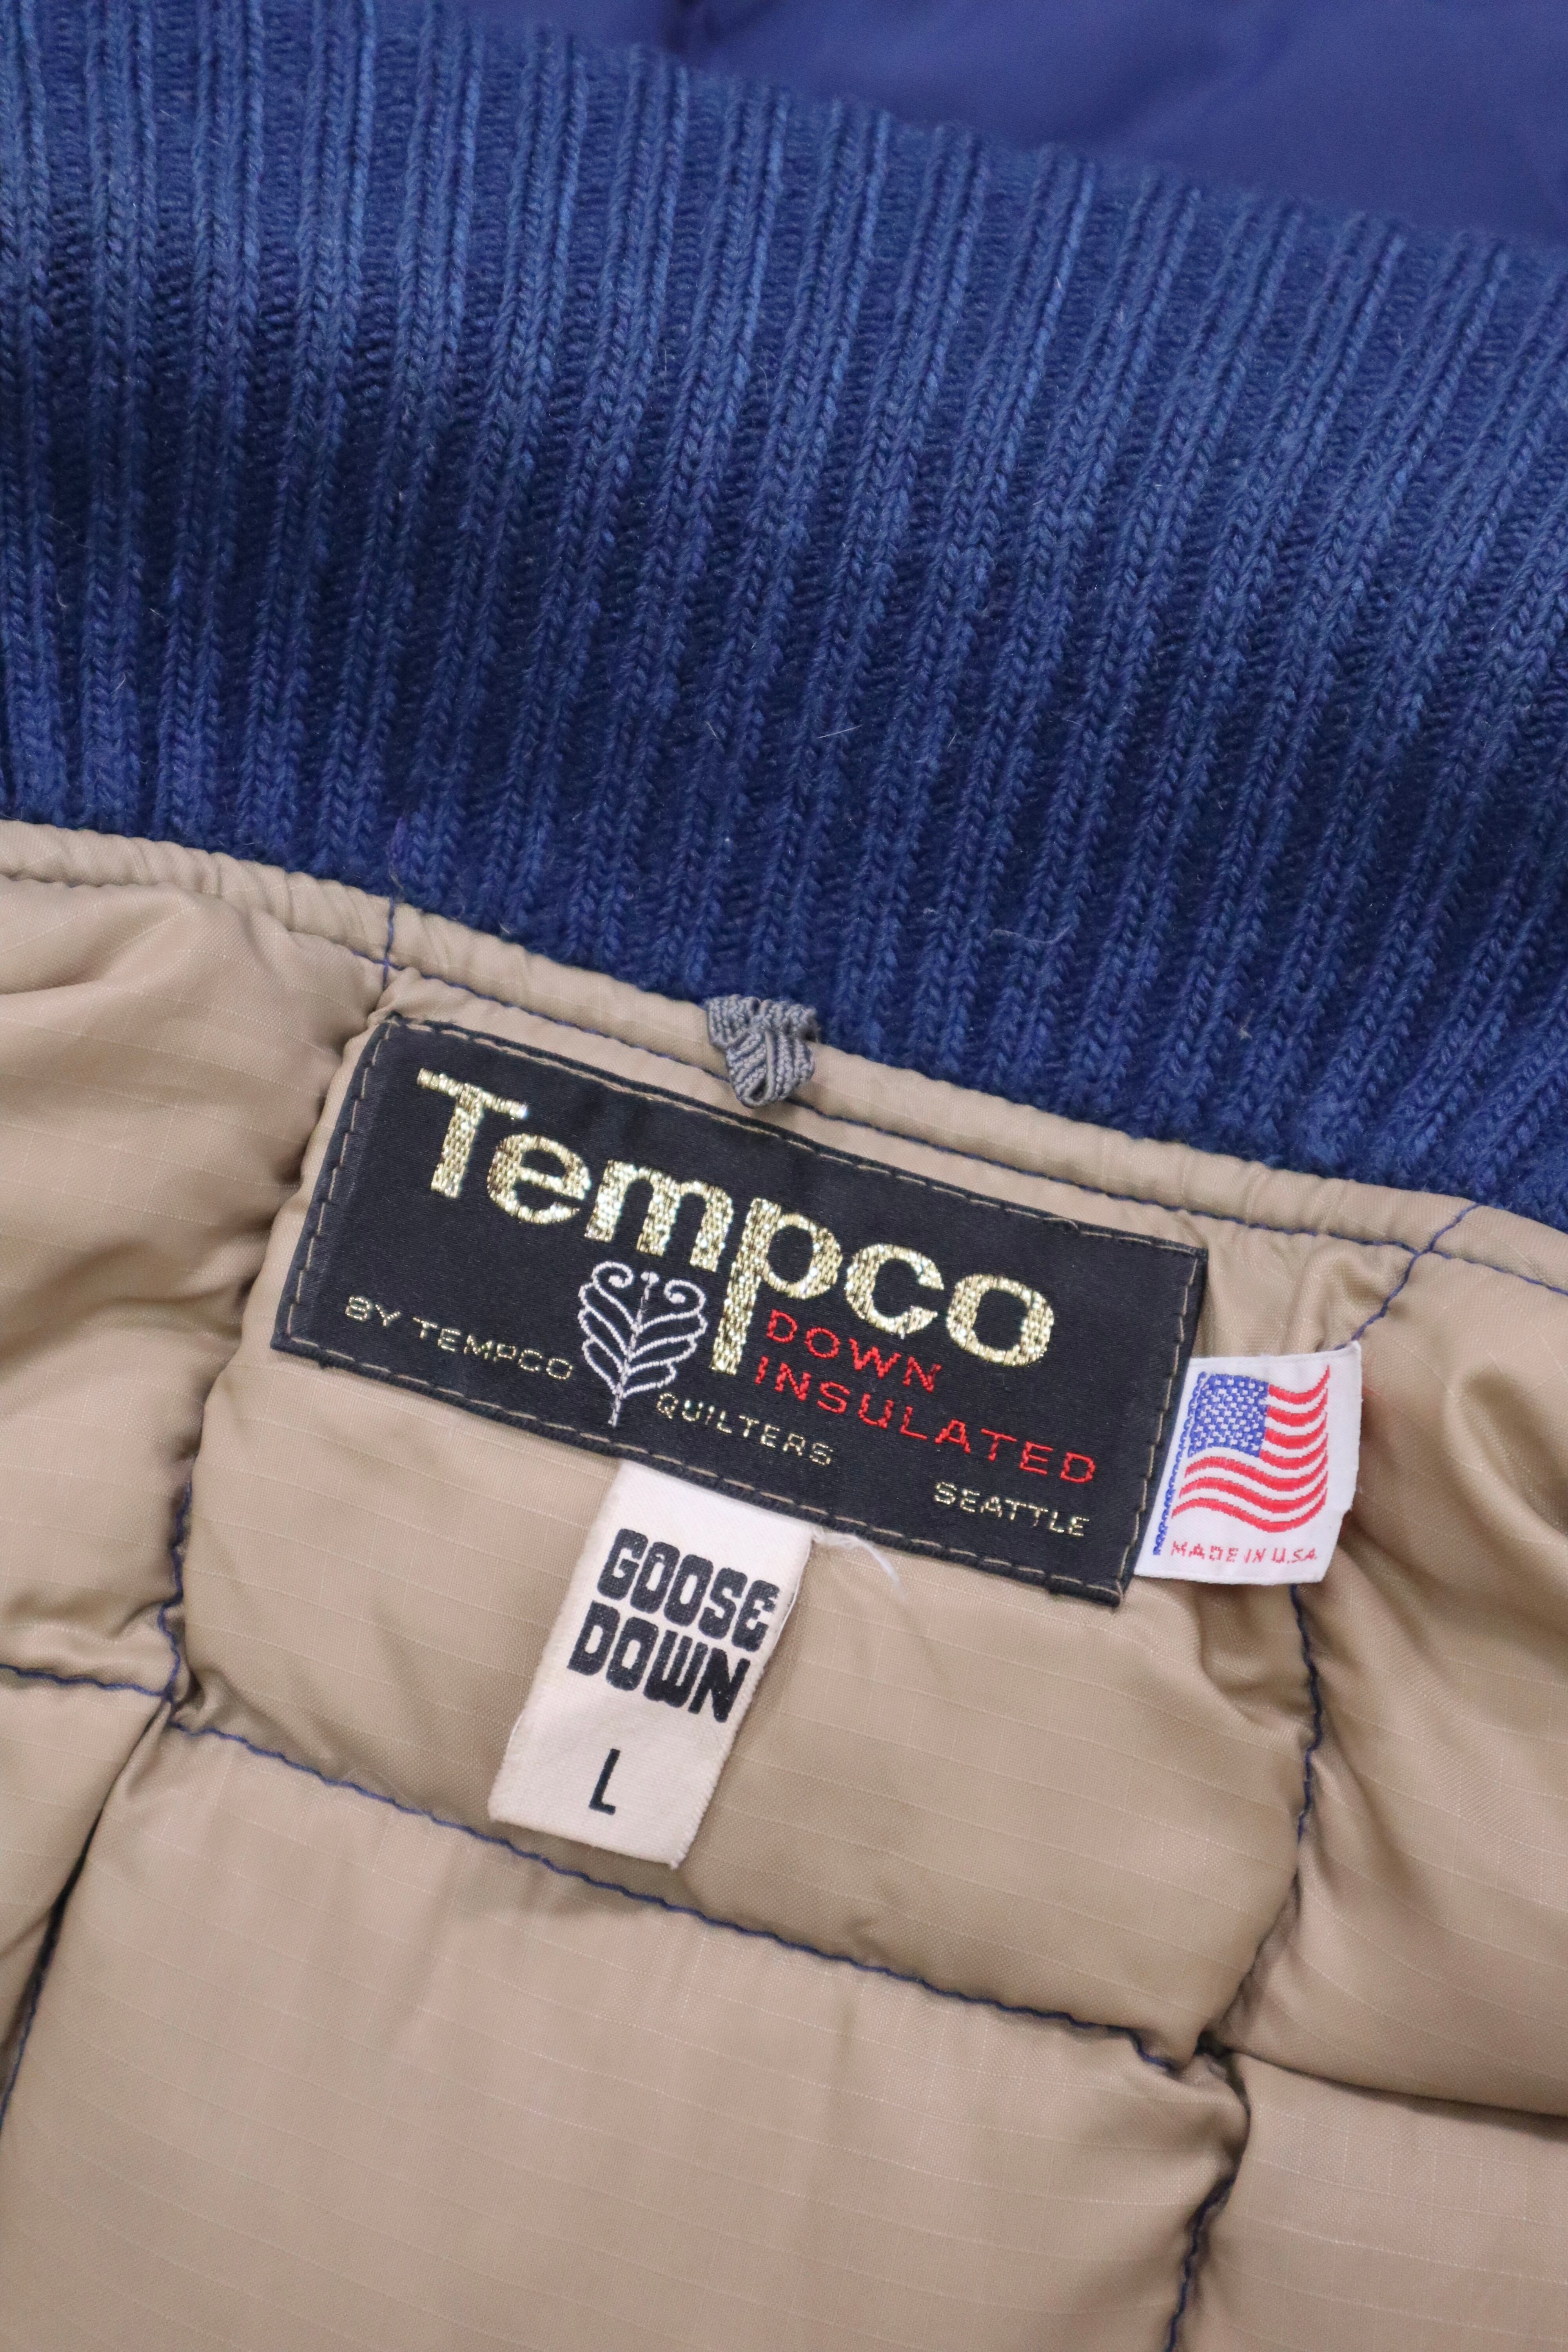 Tempco
DOWN
INSULATED
BY TEMPCO QUILTERS SEATTLE
MADE IN U.S.A.
GOOSE
DOWN
L